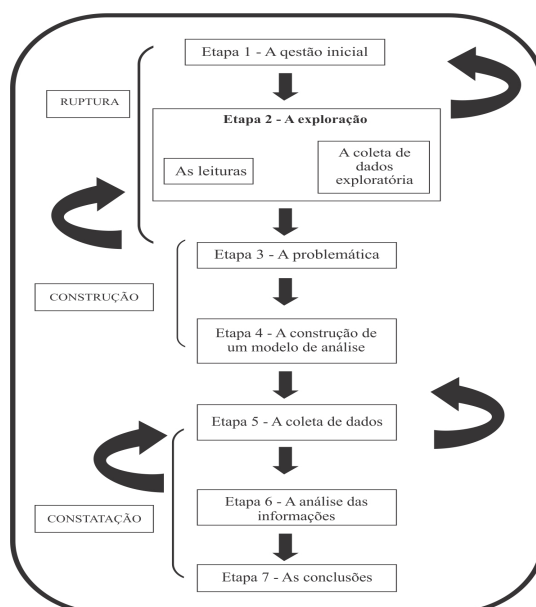 Etapa 1 - A qestão inicial
RUPTURA
Etapa 2 - A exploração
As leituras
A coleta de
dados
exploratória
Etapa 3 - A problemática
CONSTRUÇÃO
Etapa 4 - A construção de
um modelo de análise
Etapa 5 - A coleta de dados
CONSTATAÇÃO
Etapa 6 - A análise das
informações
Etapa 7 - As conclusões